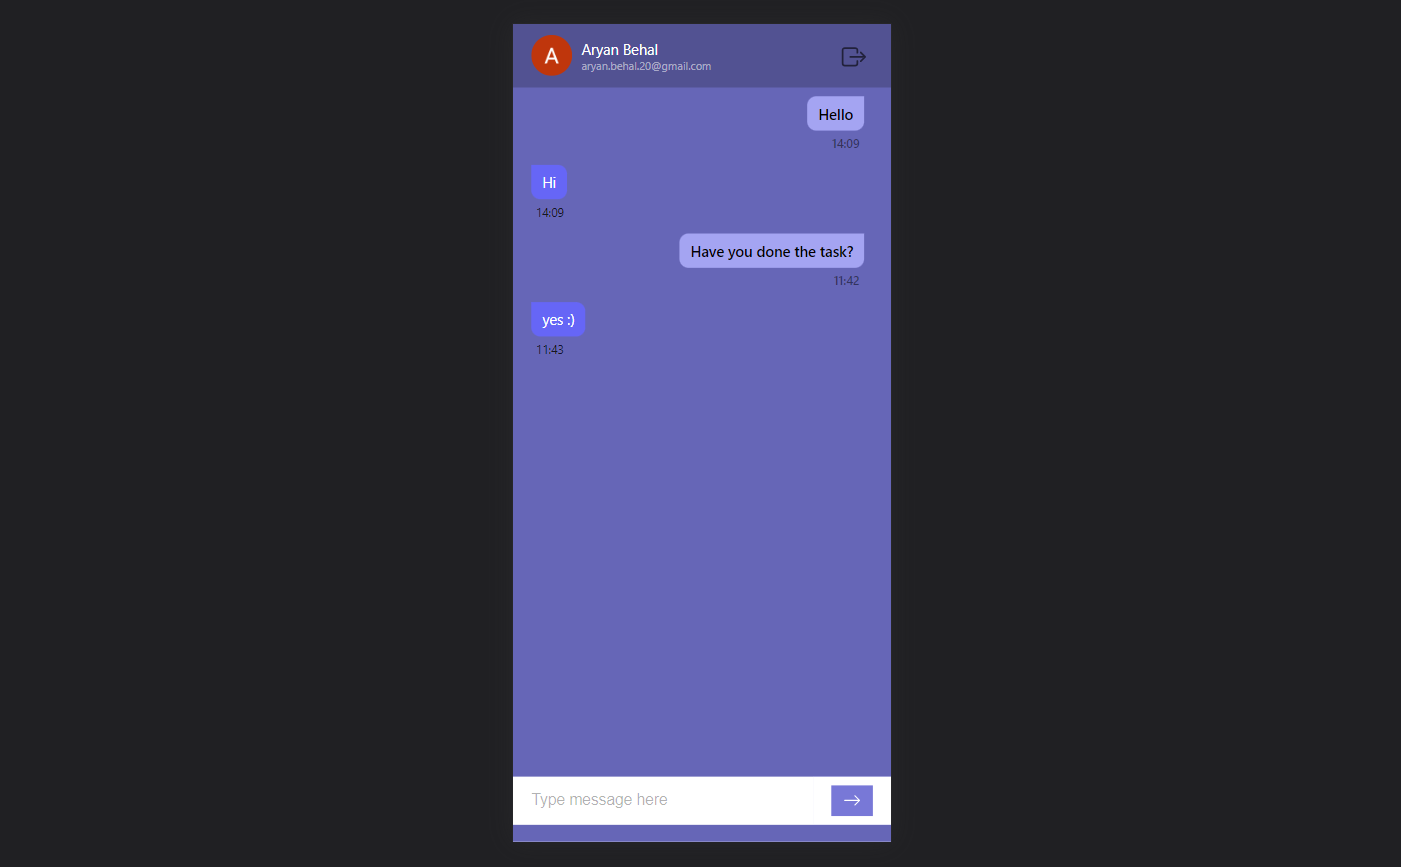 A
Aryan Behal
aryan.behal.20@gmail.com
Hello
14:09
Hi
14:09
Have you done the task?
11:42
yes :)
11:43
Type message here